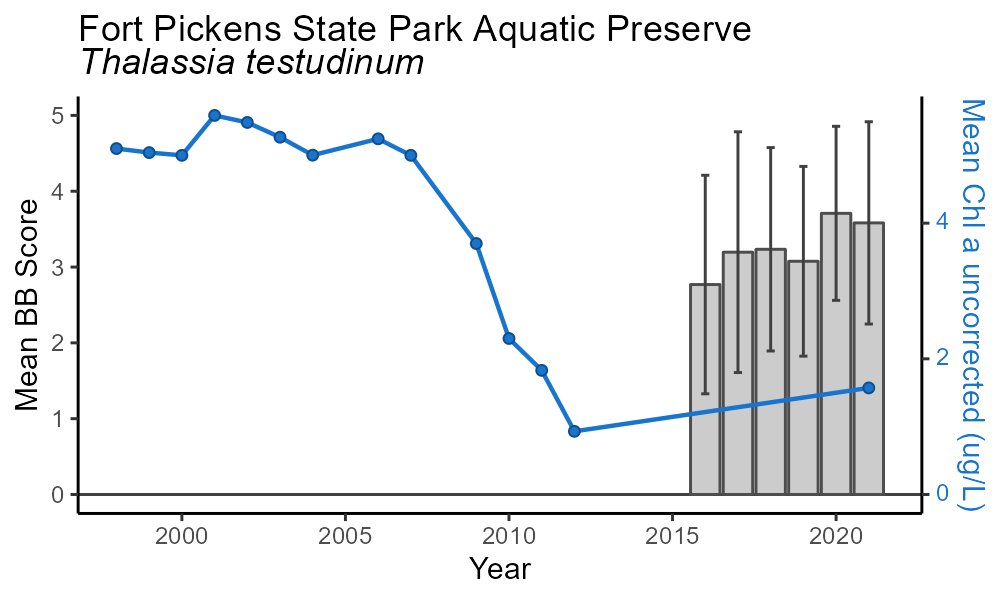 Fort Pickens State Park Aquatic Preserve
Thalassia testudinum
Mean BB Score
5
4
3
2
1
0
Mean Chl a uncorrected (ug/L)
4
2
0
2000
2005
2010
2015
2020
Year